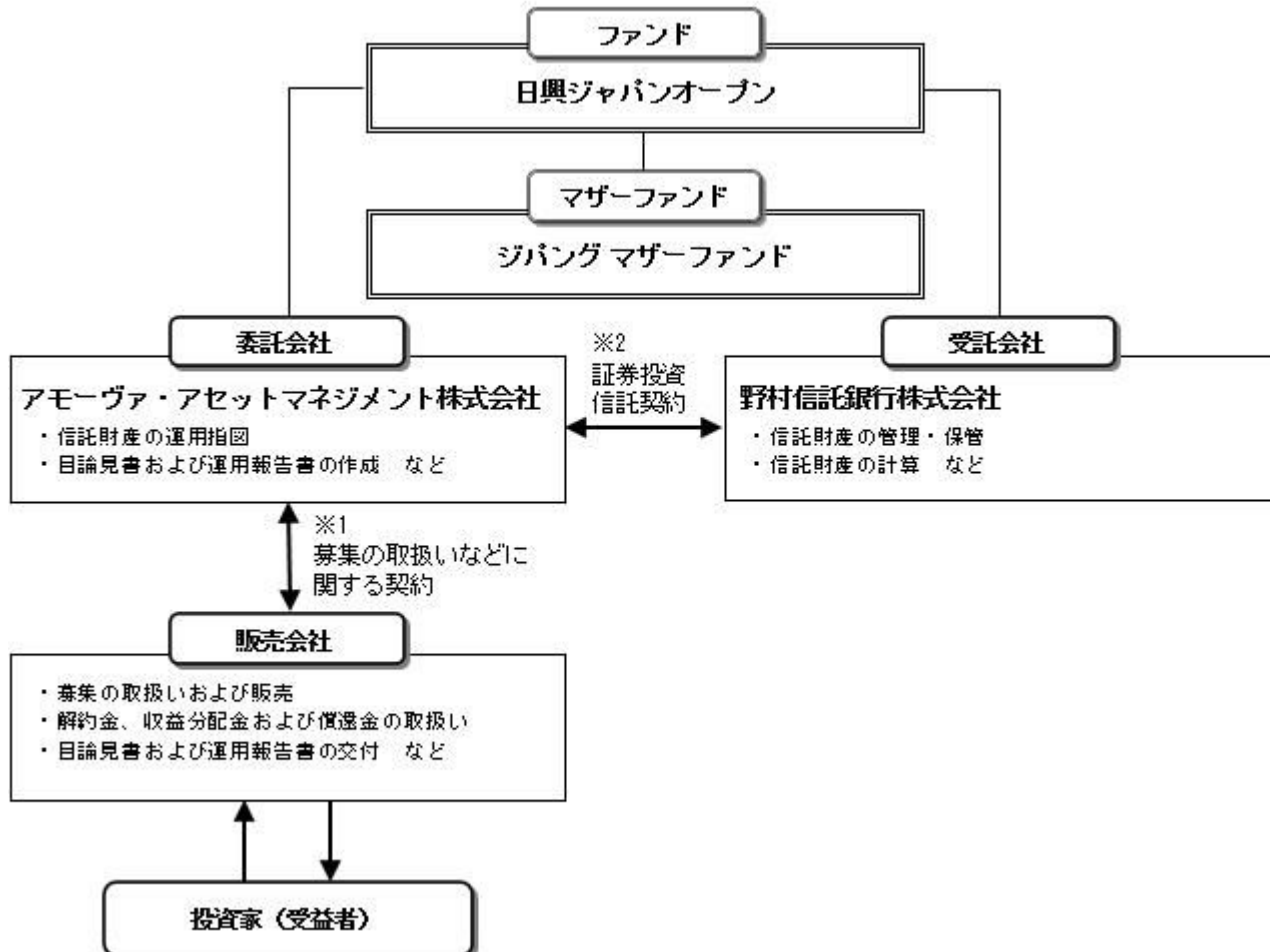 ファンド
日興ジャパンオープン
マザーファンド
ジパング マザーファンド
委託会社
アモーヴァ・アセットマネジメント株式会社
・信託財産の運用指図
・目論見書および運用報告書の作成　など
※2
証券投資
信託契約
受託会社
野村信託銀行株式会社
・信託財産の管理・保管
・信託財産の計算　など
※1
募集の取扱いなどに
関する契約
販売会社
・募集の取扱いおよび販売
・解約金、収益分配金および償還金の取扱い
・目論見書および運用報告書の交付　など
投資家（受益者）